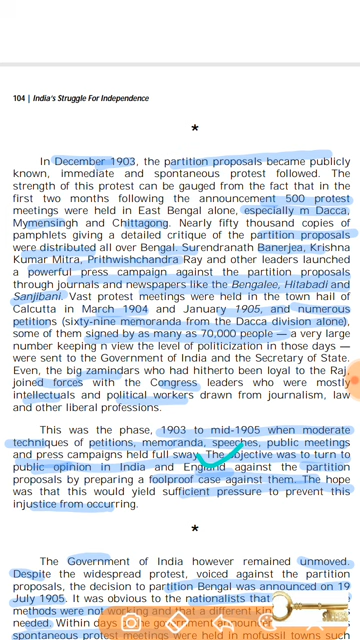 104 | India's Struggle For Independence
*
In December 1903, the partition proposals became publicly
known, immediate and spontaneous protest followed. The
strength of this protest can be gauged from the fact that in the
first two months following the announcement 500 protest
meetings were held in East Bengal alone, especially m Dacca,
Mymensingh and Chittagong. Nearly fifty thousand copies of
pamphlets giving a detailed critique of the partition proposals
were distributed all over Bengal. Surendranath Banerjea, Krishna
Kumar Mitra, Prithwishchandra Ray and other leaders launched
a powerful press campaign against the partition proposals
through journals and newspapers like the Bengalee, Hitabadi and
Sanjibani. Vast protest meetings were held in the town hall of
Calcutta in March 1904 and January 1905, and numerous
petitions (sixty-nine memoranda from the Dacca division alone),
some of them signed by as many as 70,000 people — a very large
number keeping n view the level of politicization in those days —
were sent to the Government of India and the Secretary of State.
Even, the big zamindars who had hitherto been loyal to the Raj,
joined forces with the Congress leaders who were mostly
intellectuals and political workers drawn from journalism, law
and other liberal professions.
This was the phase, 1903 to mid-1905 when moderate
techniques of petitions, memoranda, speeches, public meetings
and press campaigns held full sway. The objective was to turn to
public opinion in India and England against the partition
proposals by preparing a foolproof case against them. The hope
was that this would yield sufficient pressure to prevent this
injustice from occurring.
*
The Government of India however remained unmoved.
Despite the widespread protest, voiced against the partition
proposals, the decision to partition Bengal was announced on 19
July 1905. It was obvious to the nationalists that
methods were not working and that a different
needed. Within days
spontaneous protest meetings were held in mofussil towns such